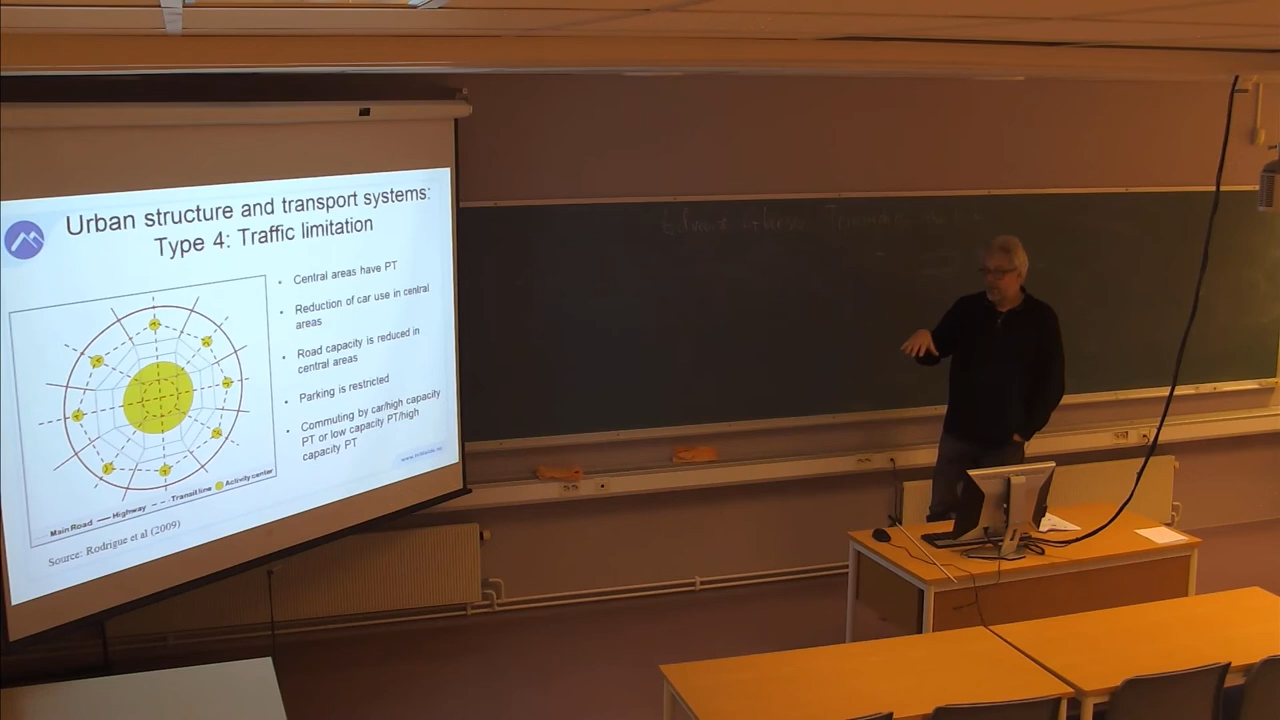 Urban structure and transport systems:
Type 4: Traffic limitation
• Central areas have PT
• Reduction of car use in central
areas
• Road capacity is reduced in
central areas
• Parking is restricted
• Commuting by car/high capacity
PT or low capacity PT/high
capacity PT
Main Road — Highway - - - Transit line Activity center
Source: Rodrigue et al (2009)